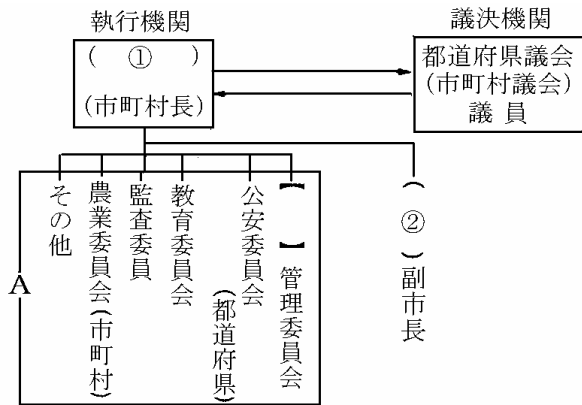 執行機関
議決機関
( ① )
(市町村長)
都道府県議会
(市町村議会)
議員
その他
農業委員会(市町村)
監査委員
教育委員会
公安委員会(都道府県)
【 】管理委員会
( ② )副市長
A